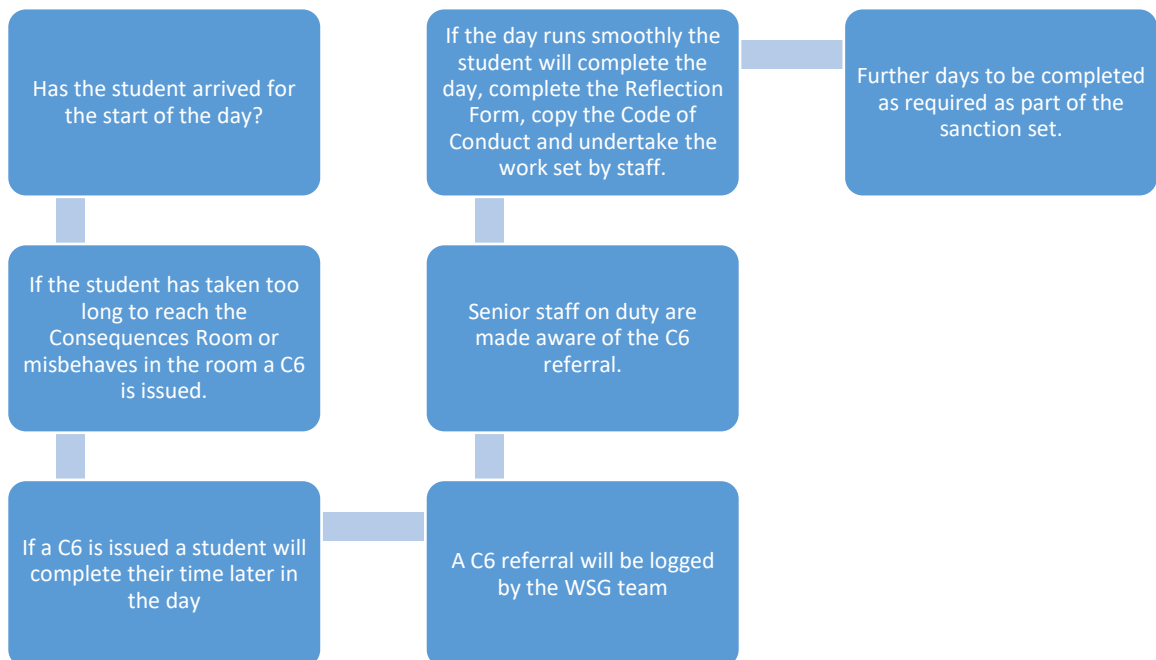 Has the student arrived for
the start of the day?
If the student has taken too
long to reach the
Consequences Room or
misbehaves in the room a C6
is issued.
If a C6 is issued a student will
complete their time later in
the day
A C6 referral will be logged
by the WSG team
Senior staff on duty are
made aware of the C6
referral.
If the day runs smoothly the
student will complete the
day, complete the Reflection
Form, copy the Code of
Conduct and undertake the
work set by staff.
Further days to be completed
as required as part of the
sanction set.